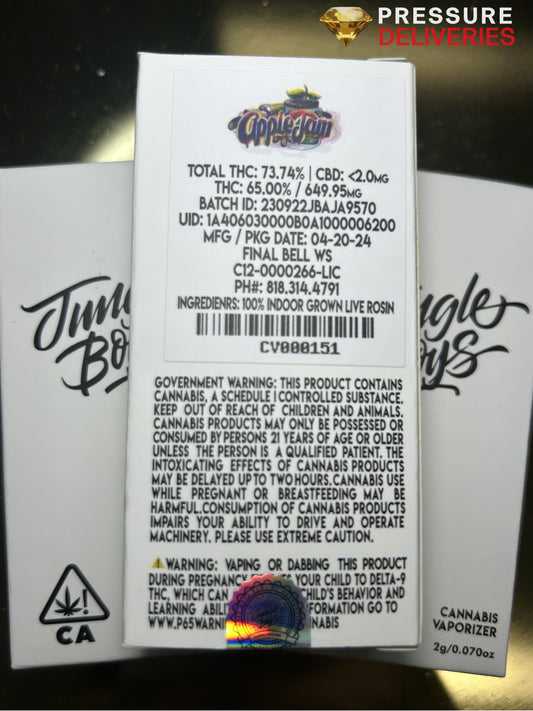 PRESSURE
DELIVERIES
Apple Jam
TOTAL THC: 73.74% | CBD: <2.0MG
THC: 65.00% / 649.95MG
BATCH ID: 230922JBAJA9570
UID: 1A406030000B0A1000006200
MFG / PKG DATE: 04-20-24
FINAL BELL WS
C12-0000266-LIC
PH#: 818.314.4791
INGREDIENRS: 100% INDOOR GROWN LIVE ROSIN
CV000151
Jung
Bo
ngle
ys
GOVERNMENT WARNING: THIS PRODUCT CONTAINS
CANNABIS, A SCHEDULE I CONTROLLED SUBSTANCE.
KEEP OUT OF REACH OF CHILDREN AND ANIMALS.
CANNABIS PRODUCTS MAY ONLY BE POSSESSED OR
CONSUMED BY PERSONS 21 YEARS OF AGE OR OLDER
UNLESS THE PERSON IS A QUALIFIED PATIENT. THE
INTOXICATING EFFECTS OF CANNABIS PRODUCTS
MAY BE DELAYED UP TO TWO HOURS.CANNABIS USE
WHILE PREGNANT OR BREASTFEEDING MAY BE
HARMFUL.CONSUMPTION OF CANNABIS PRODUCTS
IMPAIRS YOUR ABILITY TO DRIVE AND OPERATE
MACHINERY. PLEASE USE EXTREME CAUTION.
WARNING: VAPING OR DABBING THIS PRODUCT
DURING PREGNANCY YOUR CHILD TO DELTA-9
THC, WHICH CAN CHILD'S BEHAVIOR AND
LEARNING ABIL FORMATION GO TO
WWW.P65WARNI NNABIS
CA
CANNABIS
VAPORIZER
2g/0.070oz